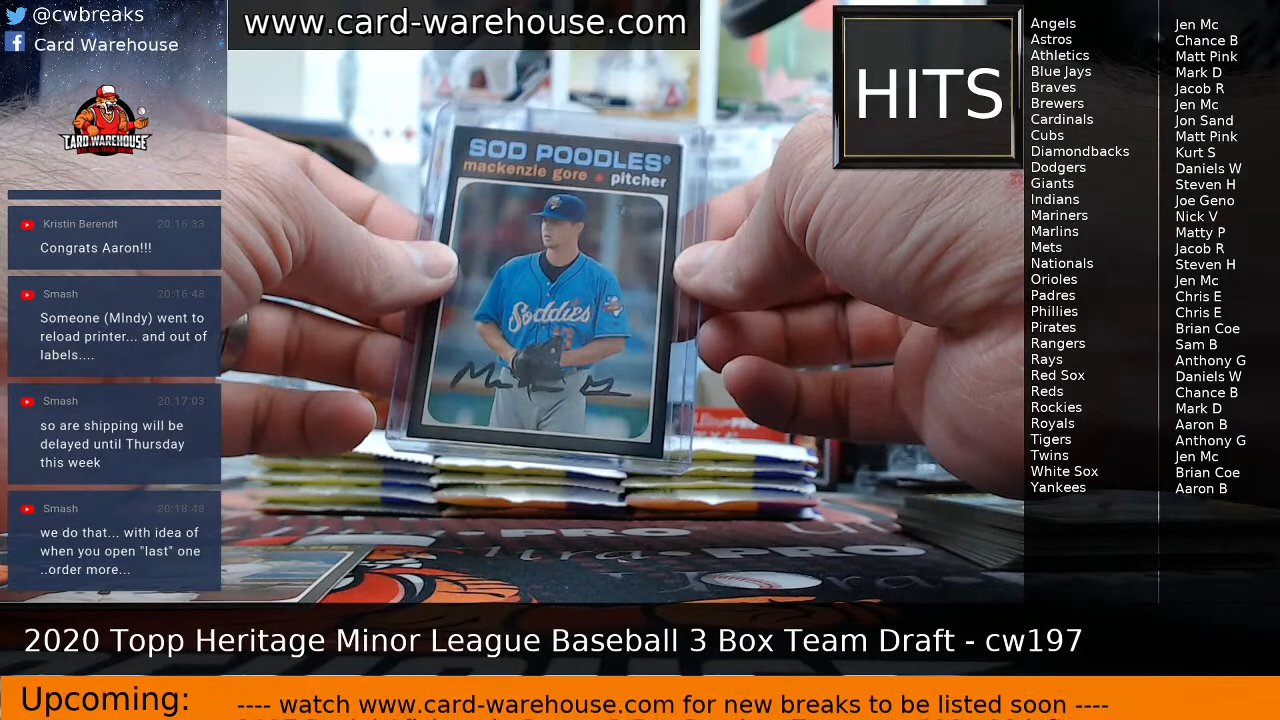 @cwbreaks
Card Warehouse
CARD WAREHOUSE
www.card-warehouse.com
HITS
SOD POODLES®
mackenzie gore • pitcher
Soddies
Kristin Berendt 20:16:33
Congrats Aaron!!!
Smash 20:16:48
Someone (MIndy) went to
reload printer... and out of
labels....
Smash 20:17:03
so are shipping will be
delayed until Thursday
this week
Smash 20:18:48
we do that... with idea of
when you open "last" one
..order more...
Angels Jen Mc
Astros Chance B
Athletics Matt Pink
Blue Jays Mark D
Braves Jacob R
Brewers Jen Mc
Cardinals Jon Sand
Cubs Matt Pink
Diamondbacks Kurt S
Dodgers Daniels W
Giants Steven H
Indians Joe Geno
Mariners Nick V
Marlins Matty P
Mets Jacob R
Nationals Steven H
Orioles Jen Mc
Padres Chris E
Phillies Chris E
Pirates Brian Coe
Rangers Sam B
Rays Anthony G
Red Sox Daniels W
Reds Chance B
Rockies Mark D
Royals Aaron B
Tigers Anthony G
Twins Jen Mc
White Sox Brian Coe
Yankees Aaron B
PRO
Ultra PRO
2020 Topp Heritage Minor League Baseball 3 Box Team Draft - cw197
Upcoming:
---- watch www.card-warehouse.com for new breaks to be listed soon ----